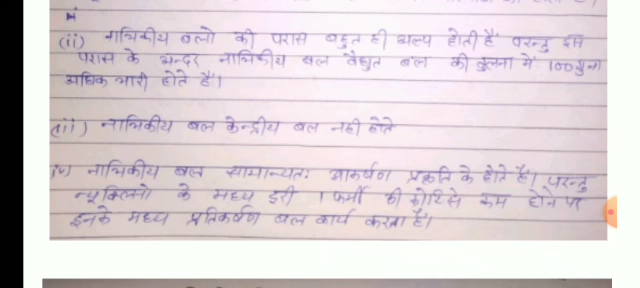 (ii) नाभिकीय बलो की परास बहुत ही अल्प होती हैं परन्तु इस
परास के अन्दर नाभिकीय बल वैद्युत बल की तुलना में 100 गुना
अधिक भारी होते हैं।
(iii) नाभिकीय बल केन्द्रीय बल नही होते
iv) नाभिकीय बल सामान्यतः आकर्षण प्रकृति के होते हैं। परन्तु
के मध्य दूरी 1 फर्मी की कोटि से कम होने पर
इनके मध्य प्रतिकर्षण बल कार्य करता है।